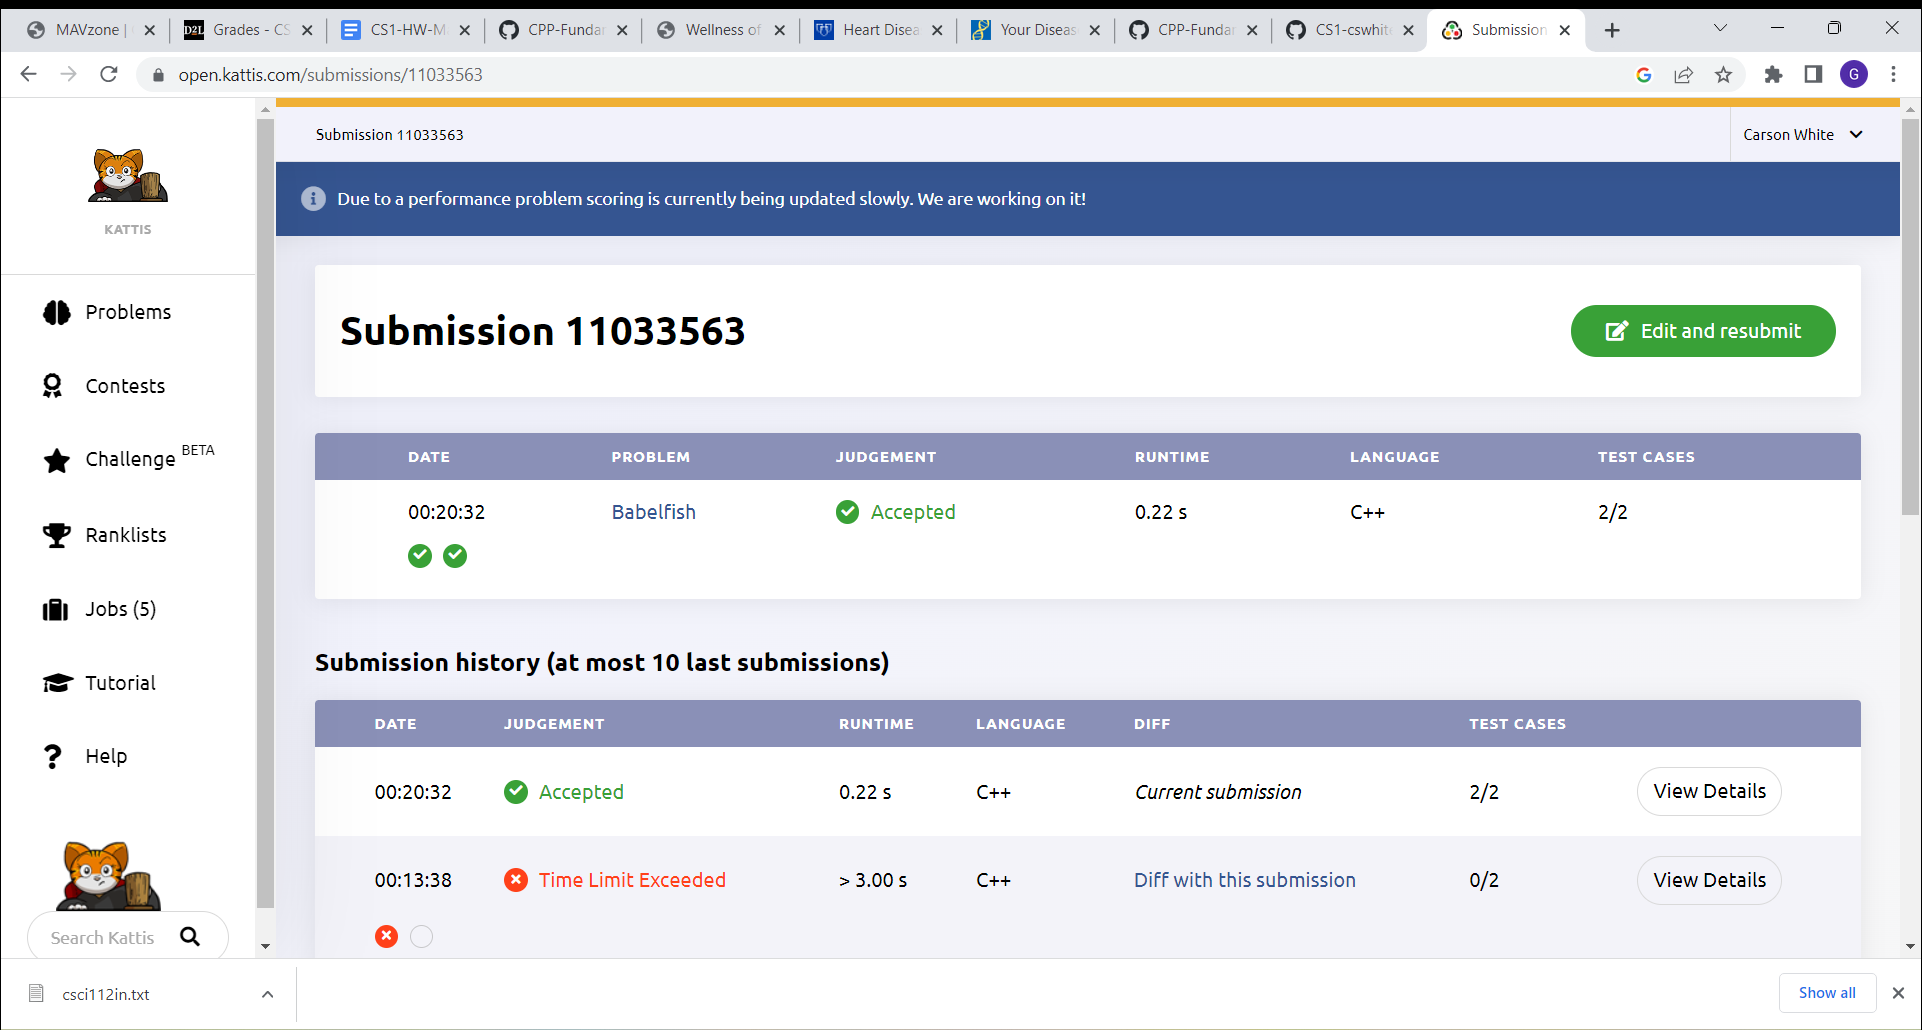 MAVzone |
D2L Grades - CS
CS1-HW-M
CPP-Fundar
Wellness of
Heart Disea
Your Diseas
CPP-Fundar
CS1-cswhit
Submission
open.kattis.com/submissions/11033563
G
Submission 11033563
Carson White
Due to a performance problem scoring is currently being updated slowly. We are working on it!
KATTIS
Problems
Contests
Challenge BETA
Ranklists
Jobs (5)
Tutorial
Help
Search Kattis
Submission 11033563
Edit and resubmit
DATE PROBLEM JUDGEMENT RUNTIME LANGUAGE TEST CASES
00:20:32 Babelfish Accepted 0.22 s C++ 2/2
Submission history (at most 10 last submissions)
DATE JUDGEMENT RUNTIME LANGUAGE DIFF TEST CASES
00:20:32 Accepted 0.22 s C++ Current submission 2/2 View Details
00:13:38 Time Limit Exceeded > 3.00 s C++ Diff with this submission 0/2 View Details
csci112in.txt
Show all